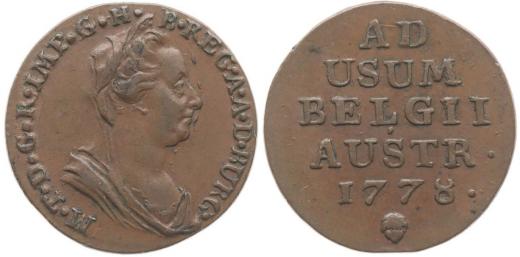 M·T·D·G·R·IMP·G·H·B·REG·A·A·D·BURG·
AD
USUM
BELGII
AUSTR·
1778·